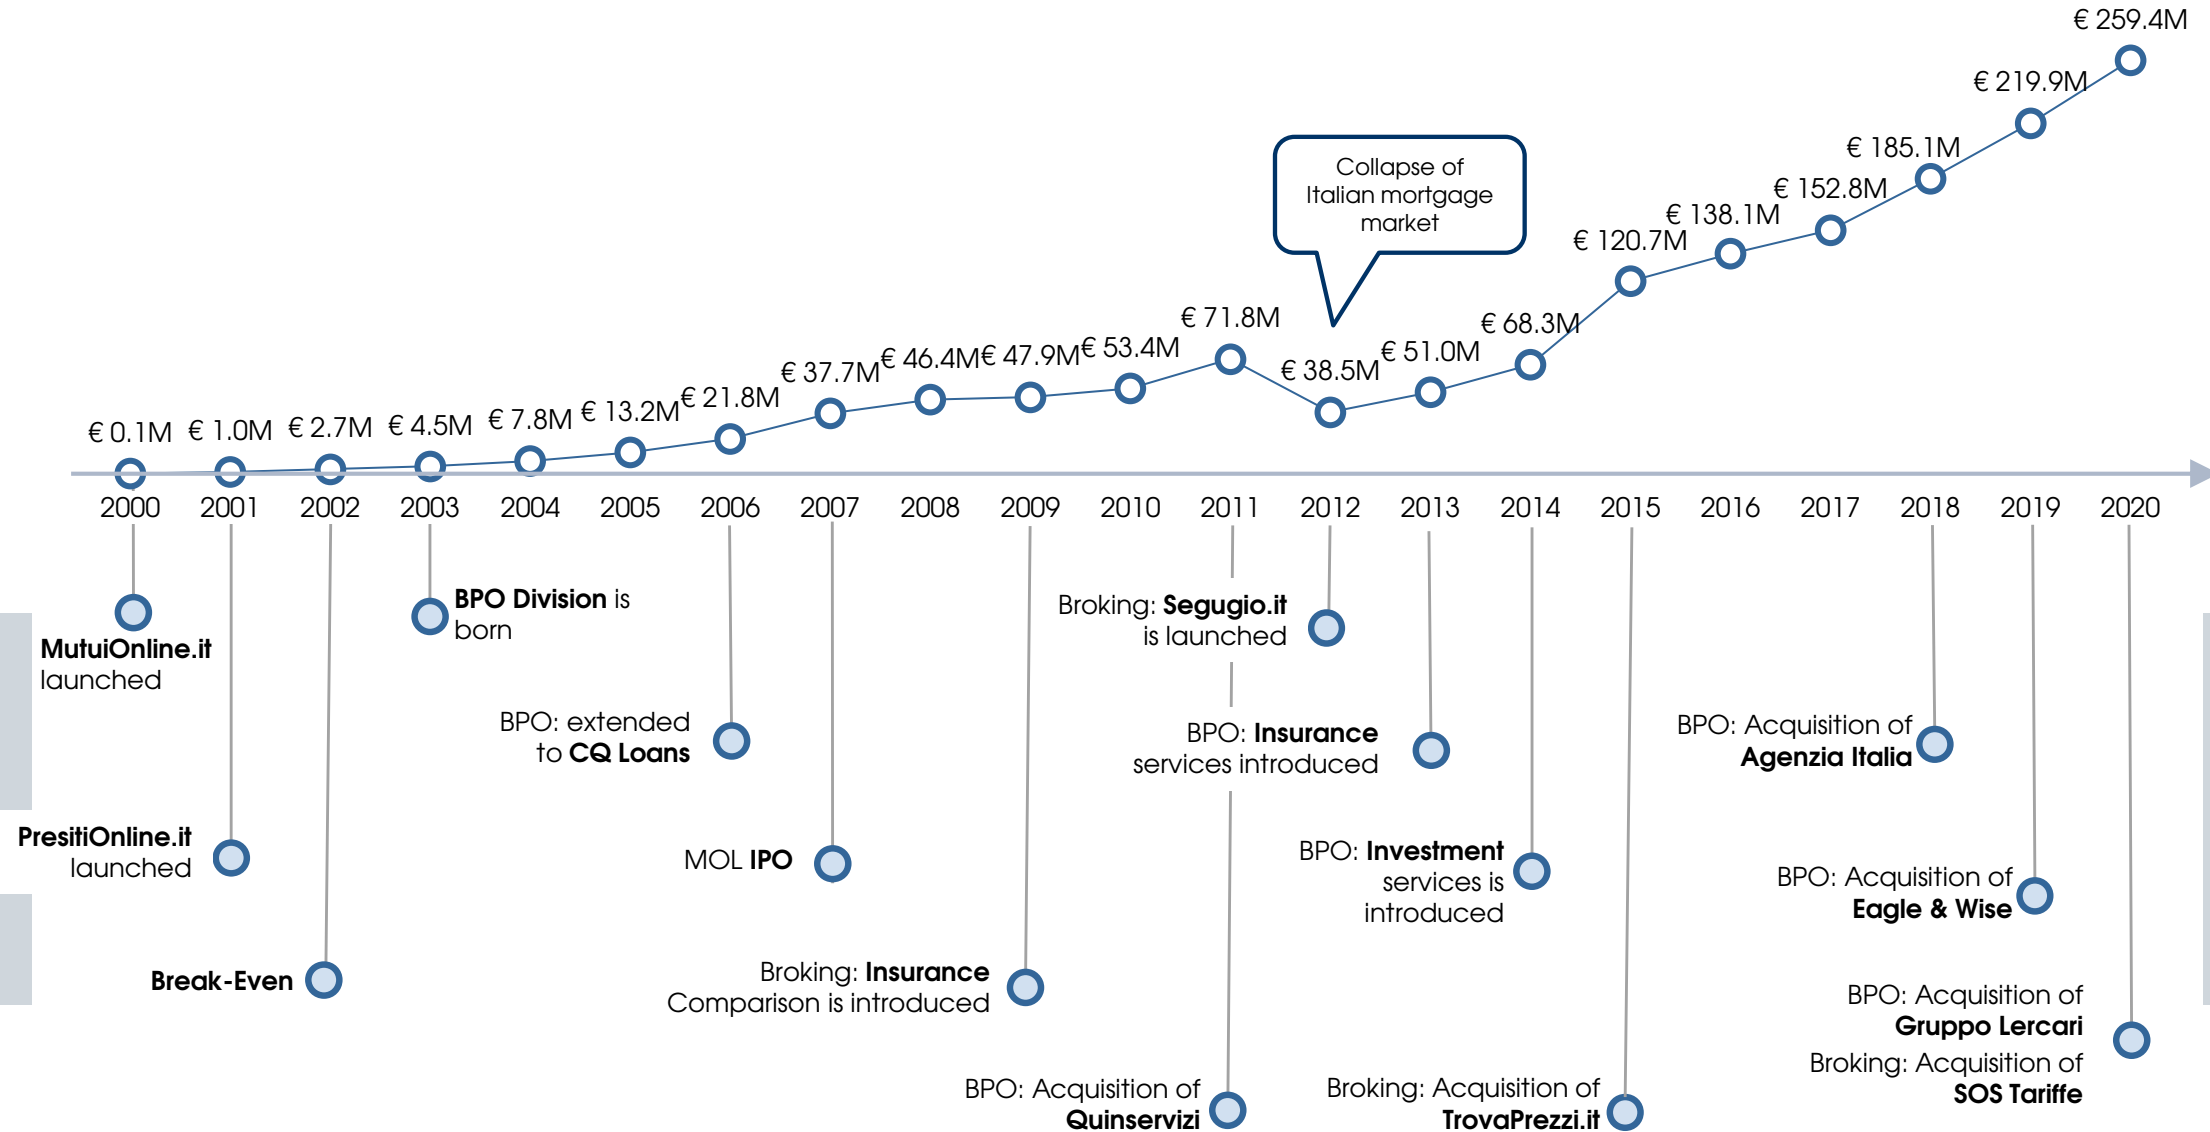 € 259.4M
€ 219.9M
€ 185.1M
€ 152.8M
€ 138.1M
€ 120.7M
Collapse of
Italian mortgage
market
€ 0.1M € 1.0M € 2.7M € 4.5M € 7.8M € 13.2M € 21.8M € 37.7M € 46.4M € 47.9M € 53.4M € 71.8M € 38.5M € 51.0M € 68.3M
2000 2001 2002 2003 2004 2005 2006 2007 2008 2009 2010 2011 2012 2013 2014 2015 2016 2017 2018 2019 2020
MutuiOnline.it
launched
PresitiOnline.it
launched
Break-Even
BPO Division is
born
BPO: extended
to CQ Loans
MOL IPO
Broking: Insurance
Comparison is introduced
BPO: Acquisition of
Quinservizi
Broking: Segugio.it
is launched
BPO: Insurance
services introduced
BPO: Investment
services is
introduced
Broking: Acquisition of
TrovaPrezzi.it
BPO: Acquisition of
Agenzia Italia
BPO: Acquisition of
Eagle & Wise
BPO: Acquisition of
Gruppo Lercari
Broking: Acquisition of
SOS Tariffe